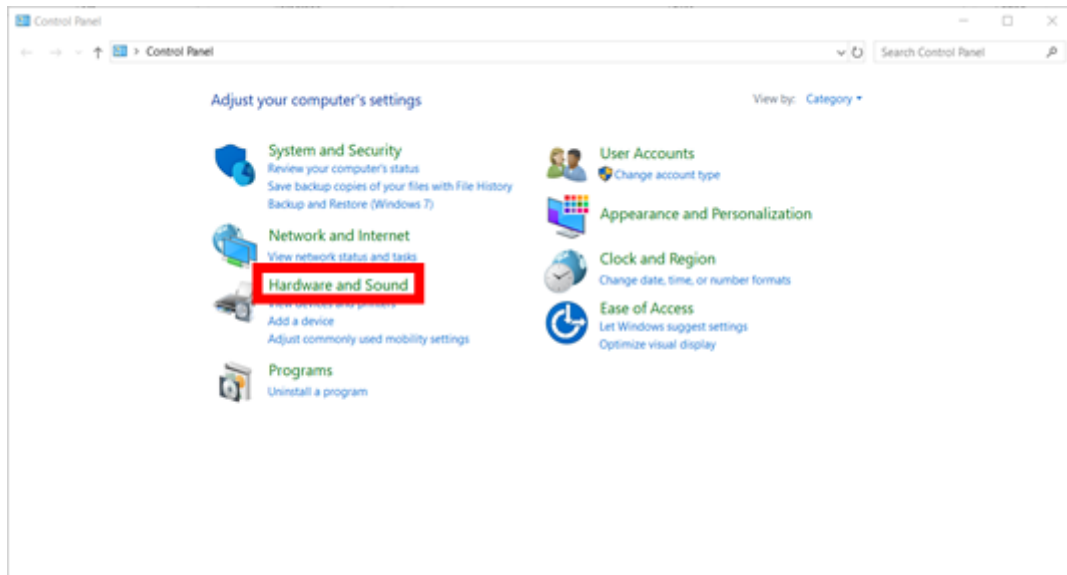 Control Panel
Control Panel
Search Control Panel
Adjust your computer's settings
View by: Category
System and Security
Review your computer's status
Save backup copies of your files with File History
Backup and Restore (Windows 7)
Network and Internet
View network status and tasks
Hardware and Sound
View devices and printers
Add a device
Adjust commonly used mobility settings
Programs
Uninstall a program
User Accounts
Change account type
Appearance and Personalization
Clock and Region
Change date, time, or number formats
Ease of Access
Let Windows suggest settings
Optimize visual display